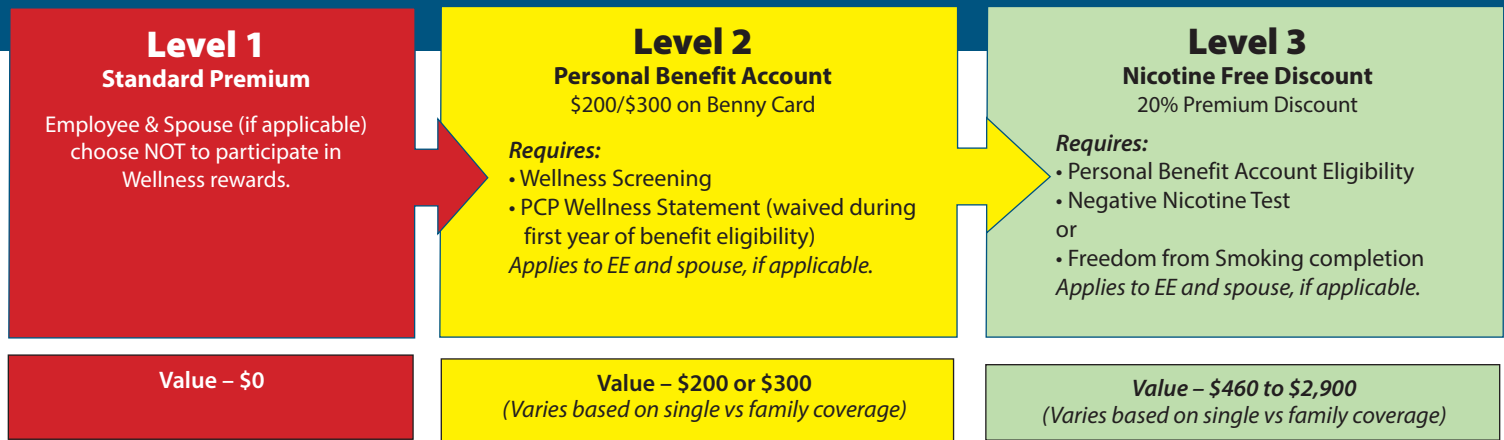 Level 1
Standard Premium
Employee & Spouse (if applicable)
choose NOT to participate in
Wellness rewards.
Value – $0
Level 2
Personal Benefit Account
$200/$300 on Benny Card
Requires:
• Wellness Screening
• PCP Wellness Statement (waived during
first year of benefit eligibility)
Applies to EE and spouse, if applicable.
Value – $200 or $300
(Varies based on single vs family coverage)
Level 3
Nicotine Free Discount
20% Premium Discount
Requires:
• Personal Benefit Account Eligibility
• Negative Nicotine Test
or
• Freedom from Smoking completion
Applies to EE and spouse, if applicable.
Value – $460 to $2,900
(Varies based on single vs family coverage)